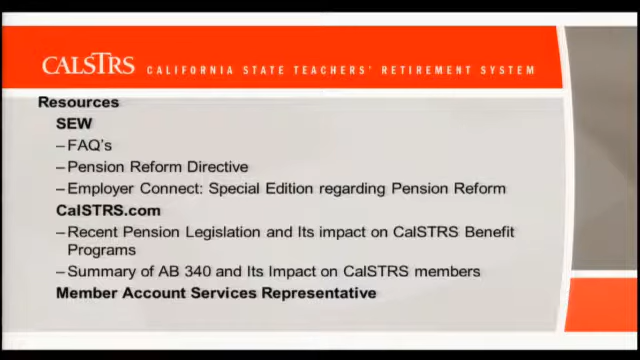 CALSTRS CALIFORNIA STATE TEACHERS' RETIREMENT SYSTEM
Resources
SEW
–FAQ's
–Pension Reform Directive
–Employer Connect: Special Edition regarding Pension Reform
CalSTRS.com
–Recent Pension Legislation and Its impact on CalSTRS Benefit
Programs
–Summary of AB 340 and Its Impact on CalSTRS members
Member Account Services Representative